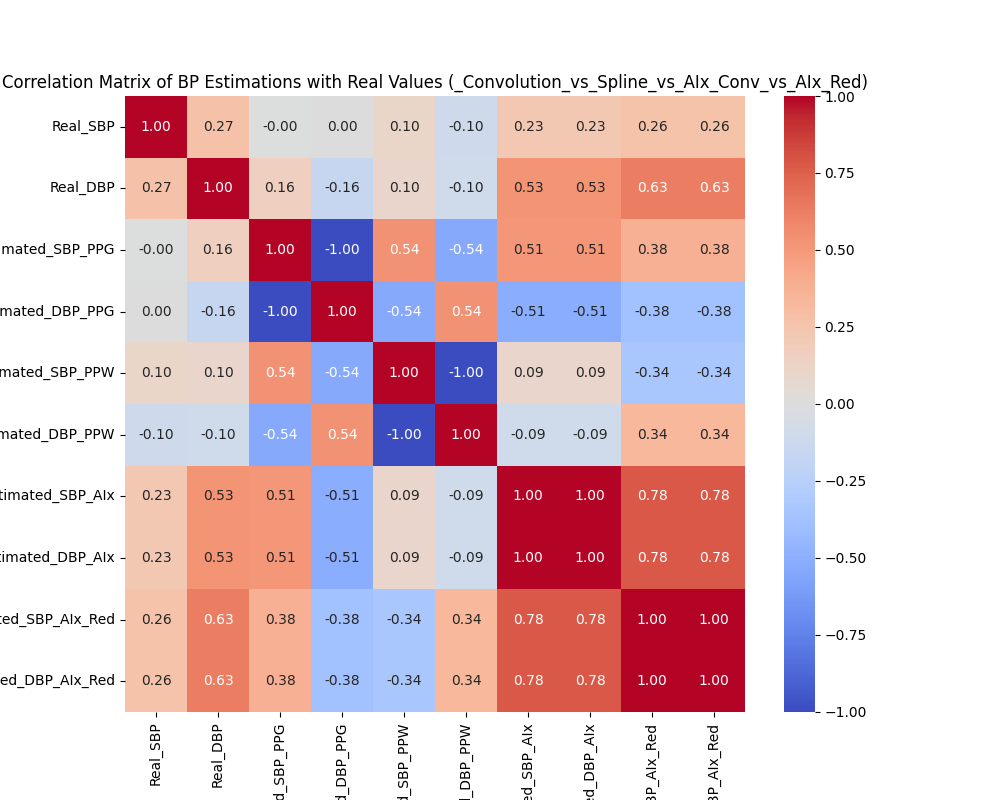 Correlation Matrix of BP Estimations with Real Values (_Convolution_vs_Spline_vs_AIx_Conv_vs_AIx_Red)
Real_SBP 1.00 0.27 -0.00 0.00 0.10 -0.10 0.23 0.23 0.26 0.26
Real_DBP 0.27 1.00 0.16 -0.16 0.10 -0.10 0.53 0.53 0.63 0.63
mated_SBP_PPG -0.00 0.16 1.00 -1.00 0.54 -0.54 0.51 0.51 0.38 0.38
mated_DBP_PPG 0.00 -0.16 -1.00 1.00 -0.54 0.54 -0.51 -0.51 -0.38 -0.38
mated_SBP_PPW 0.10 0.10 0.54 -0.54 1.00 -1.00 0.09 0.09 -0.34 -0.34
mated_DBP_PPW -0.10 -0.10 -0.54 0.54 -1.00 1.00 -0.09 -0.09 0.34 0.34
timated_SBP_AIx 0.23 0.53 0.51 -0.51 0.09 -0.09 1.00 1.00 0.78 0.78
timated_DBP_AIx 0.23 0.53 0.51 -0.51 0.09 -0.09 1.00 1.00 0.78 0.78
ted_SBP_AIx_Red 0.26 0.63 0.38 -0.38 -0.34 0.34 0.78 0.78 1.00 1.00
ed_DBP_AIx_Red 0.26 0.63 0.38 -0.38 -0.34 0.34 0.78 0.78 1.00 1.00
Real_SBP
Real_DBP
d_SBP_PPG
d_DBP_PPG
d_SBP_PPW
d_DBP_PPW
ed_SBP_AIx
ed_DBP_AIx
BP_AIx_Red
BP_AIx_Red
1.00
0.75
0.50
0.25
0.00
−0.25
−0.50
−0.75
−1.00